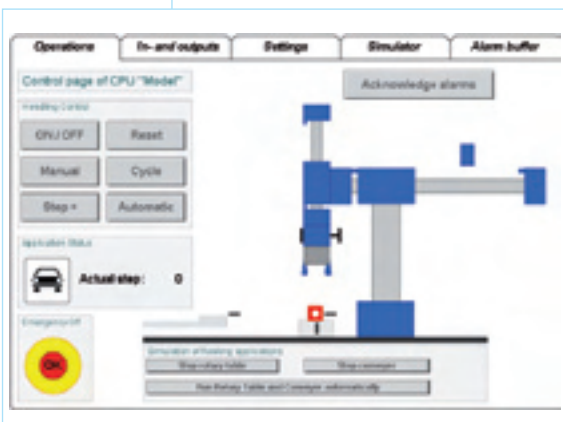 Operations
In- and outputs
Settings
Simulator
Alarm buffer
Control page of CPU "Model"
Acknowledge alarms
Handling Control
ON / OFF
Reset
Manual
Cycle
Step +
Automatic
Application Status
Actual step: 0
Emergency off
OK
Simulation of handling applications
Stop rotary table
Stop conveyor
Run Rotary Table and Conveyor automatically